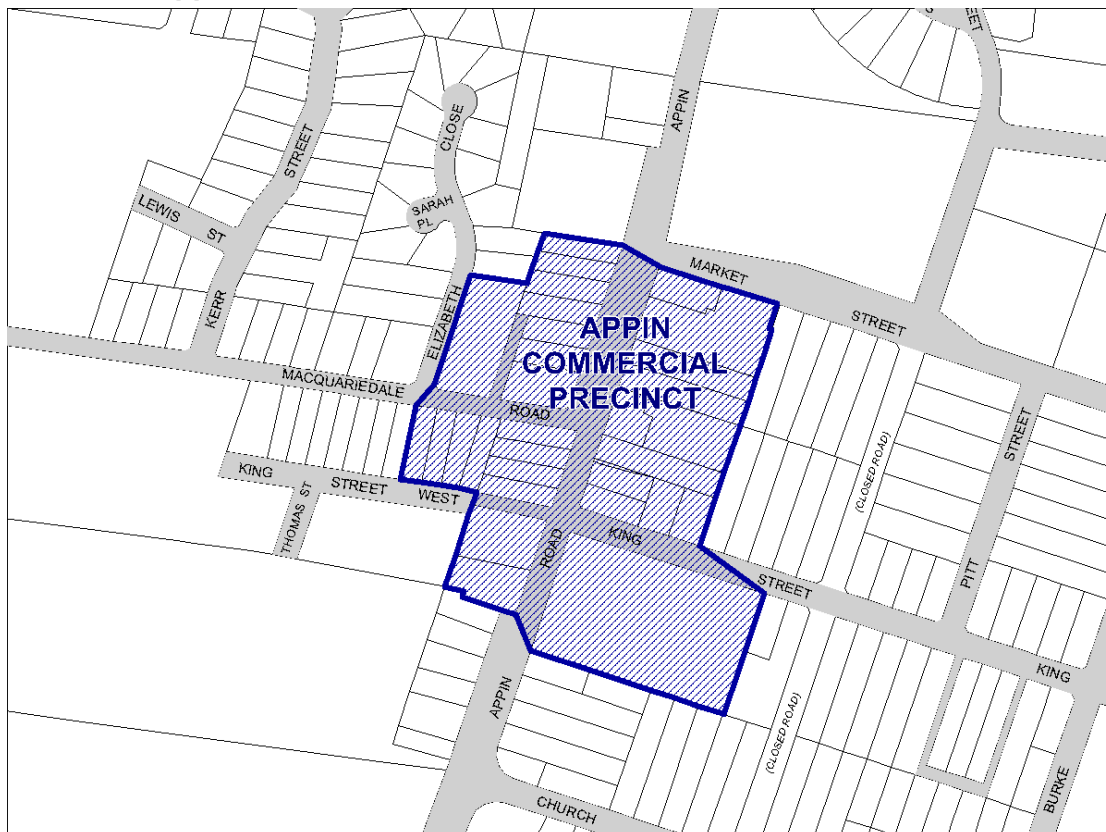 STREET
APPIN
CLOSE
STREET
SARAH
PL
LEWIS
ST
KERR
ELIZABETH
MARKET
STREET
APPIN
COMMERCIAL
PRECINCT
MACQUARIEDALE
ROAD
KING
STREET
WEST
THOMAS ST
ROAD
KING
STREET
(CLOSED ROAD)
STREET
PITT
KING
APPIN
(CLOSED ROAD)
CHURCH
BURKE